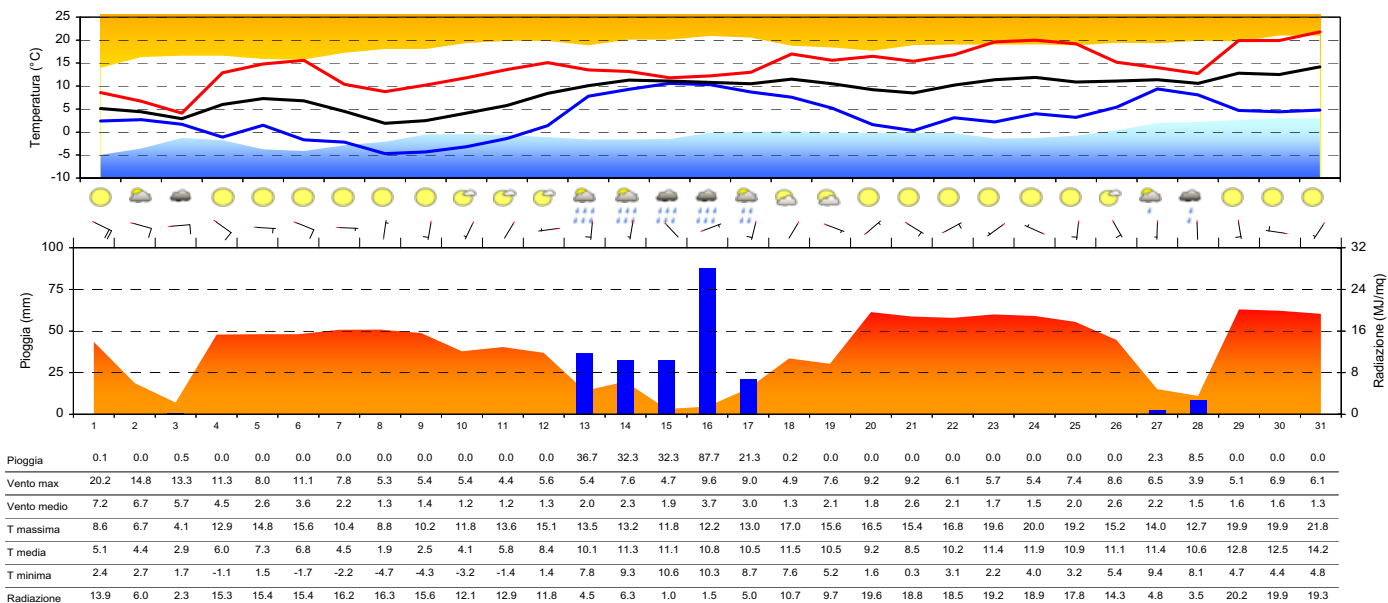 25
20
15
10
5
0
-5
-10
Temperatura (°C)
100
75
50
25
0
Pioggia (mm)
32
24
16
8
0
Radiazione (MJ/mq)
1 2 3 4 5 6 7 8 9 10 11 12 13 14 15 16 17 18 19 20 21 22 23 24 25 26 27 28 29 30 31
Pioggia 0.1 0.0 0.5 0.0 0.0 0.0 0.0 0.0 0.0 0.0 0.0 0.0 36.7 32.3 32.3 87.7 21.3 0.2 0.0 0.0 0.0 0.0 0.0 0.0 0.0 0.0 2.3 8.5 0.0 0.0 0.0
Vento max 20.2 14.8 13.3 11.3 8.0 11.1 7.8 5.3 5.4 5.4 4.4 5.6 5.4 7.6 4.7 9.6 9.0 4.9 7.6 9.2 9.2 6.1 5.7 5.4 7.4 8.6 6.5 3.9 5.1 6.9 6.1
Vento medio 7.2 6.7 5.7 4.5 2.6 3.6 2.2 1.3 1.4 1.2 1.2 1.3 2.0 2.3 1.9 3.7 3.0 1.3 2.1 1.8 2.6 2.1 1.7 1.5 2.0 2.6 2.2 1.5 1.6 1.6 1.3
T massima 8.6 6.7 4.1 12.9 14.8 15.6 10.4 8.8 10.2 11.8 13.6 15.1 13.5 13.2 11.8 12.2 13.0 17.0 15.6 16.5 15.4 16.8 19.6 20.0 19.2 15.2 14.0 12.7 19.9 19.9 21.8
T media 5.1 4.4 2.9 6.0 7.3 6.8 4.5 1.9 2.5 4.1 5.8 8.4 10.1 11.3 11.1 10.8 10.5 11.5 10.5 9.2 8.5 10.2 11.4 11.9 10.9 11.1 11.4 10.6 12.8 12.5 14.2
T minima 2.4 2.7 1.7 -1.1 1.5 -1.7 -2.2 -4.7 -4.3 -3.2 -1.4 1.4 7.8 9.3 10.6 10.3 8.7 7.6 5.2 1.6 0.3 3.1 2.2 4.0 3.2 5.4 9.4 8.1 4.7 4.4 4.8
Radiazione 13.9 6.0 2.3 15.3 15.4 15.4 16.2 16.3 15.6 12.1 12.9 11.8 4.5 6.3 1.0 1.5 5.0 10.7 9.7 19.6 18.8 18.5 19.2 18.9 17.8 14.3 4.8 3.5 20.2 19.9 19.3